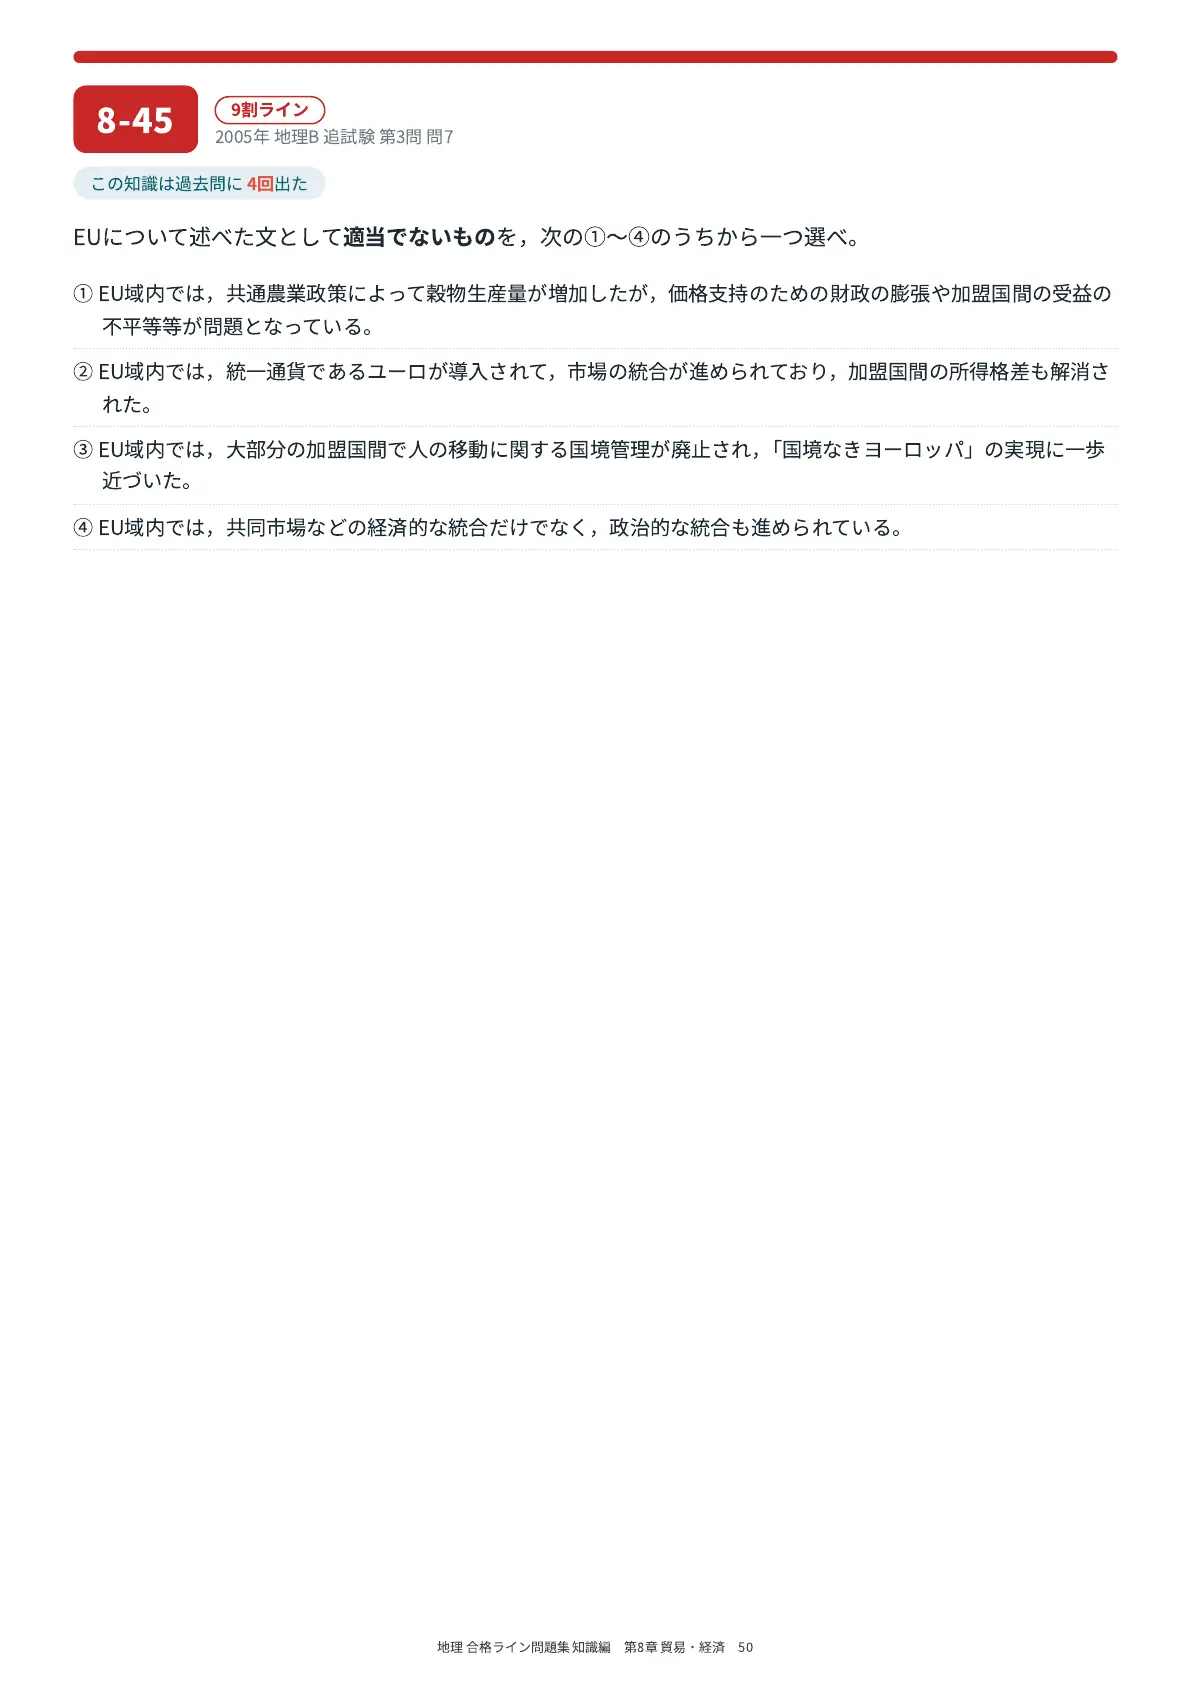 8-45
9割ライン
2005年 地理B 追試験 第3問 問7
この知識は過去問に 4回出た
EUについて述べた文として適当でないものを，次の①～④のうちから一つ選べ。
① EU域内では，共通農業政策によって穀物生産量が増加したが，価格支持のための財政の膨張や加盟国間の受益の
不平等等が問題となっている。
② EU域内では，統一通貨であるユーロが導入されて，市場の統合が進められており，加盟国間の所得格差も解消さ
れた。
③ EU域内では，大部分の加盟国間で人の移動に関する国境管理が廃止され，「国境なきヨーロッパ」の実現に一歩
近づいた。
④ EU域内では，共同市場などの経済的な統合だけでなく，政治的な統合も進められている。
地理 合格ライン問題集 知識編　第8章 貿易・経済　50